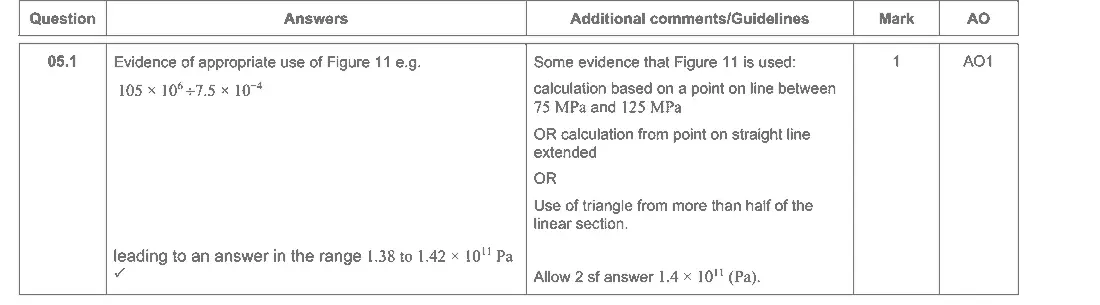 Question Answers Additional comments/Guidelines Mark AO
05.1 Evidence of appropriate use of Figure 11 e.g. Some evidence that Figure 11 is used: 1 AO1
105 × 10⁶ ÷7.5 × 10⁻⁴ calculation based on a point on line between
75 MPa and 125 MPa
OR calculation from point on straight line
extended
OR
Use of triangle from more than half of the
linear section.
leading to an answer in the range 1.38 to 1.42 × 10¹¹ Pa
✓
Allow 2 sf answer 1.4 × 10¹¹ (Pa).